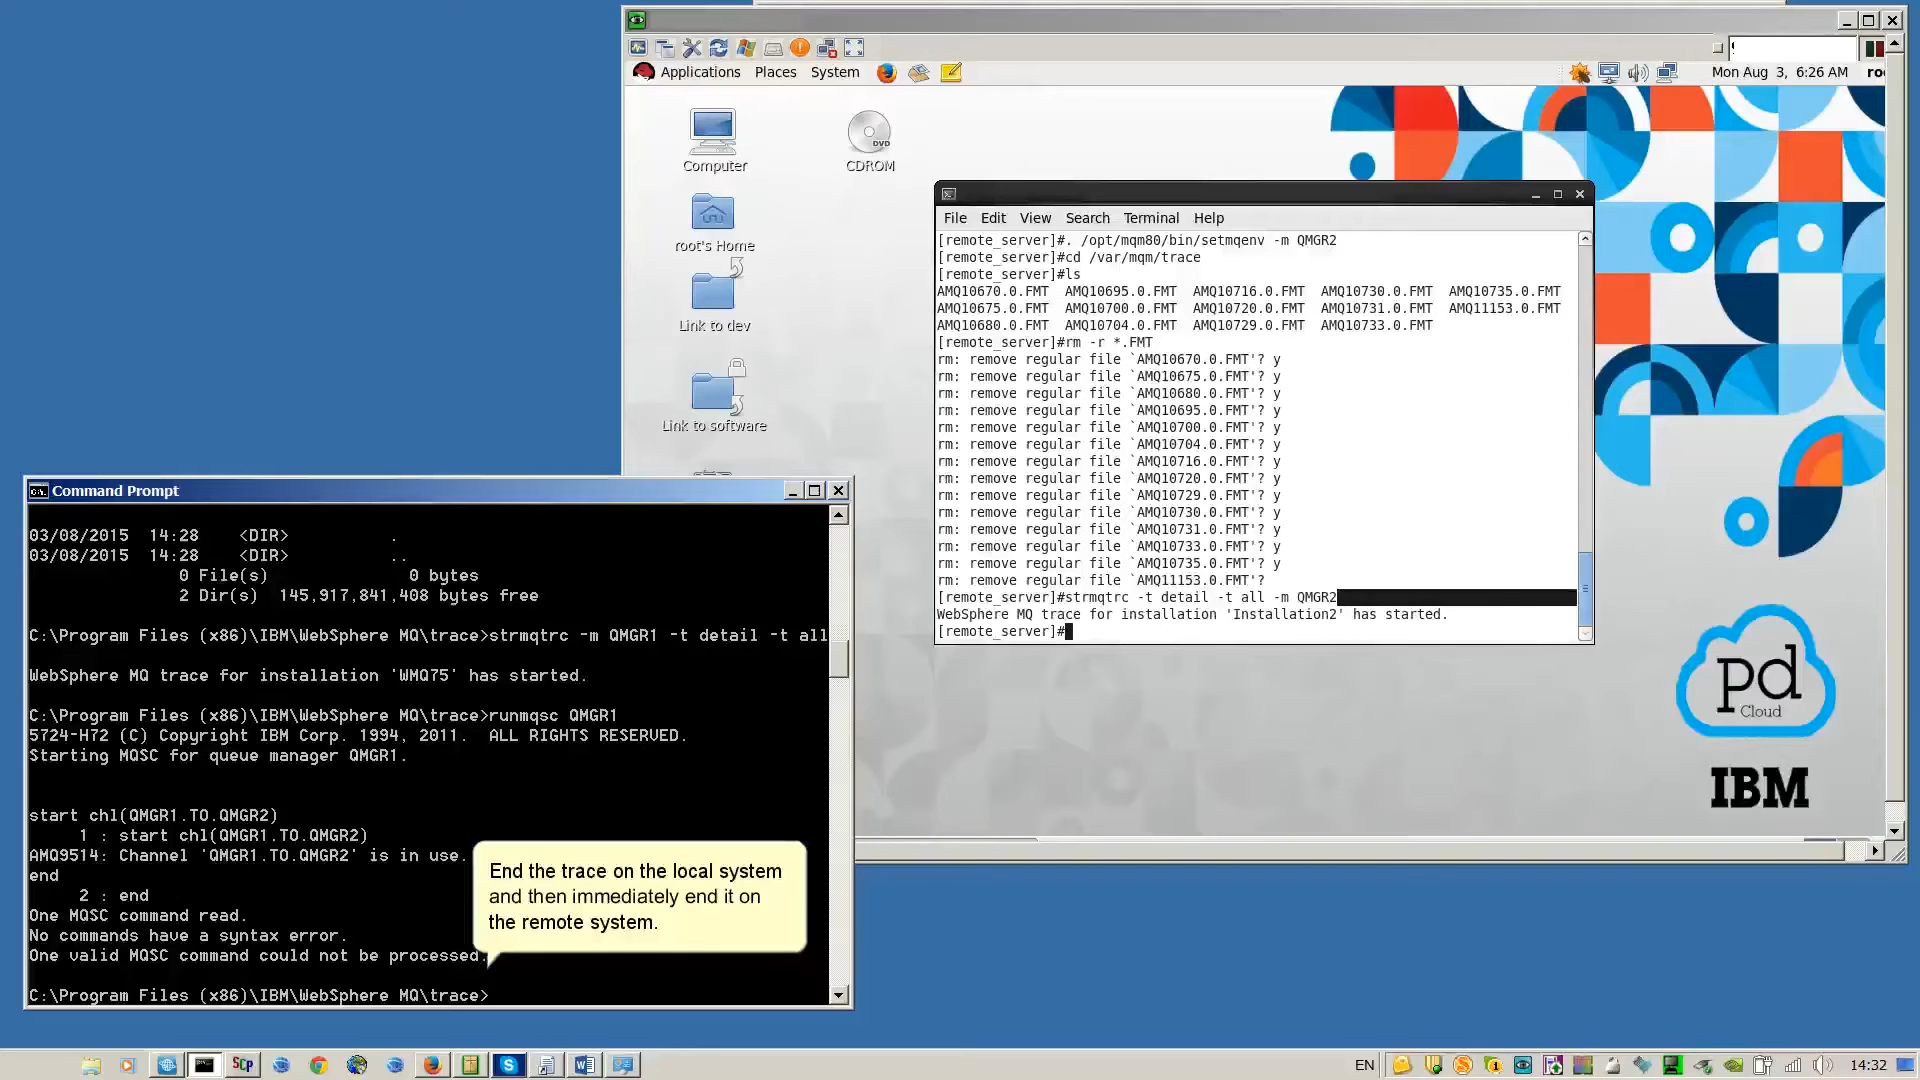 Applications Places System
Mon Aug 3, 6:26 AM
Computer
DVD
CDROM
root's Home
Link to dev
Link to software
File Edit View Search Terminal Help
[remote_server]#. /opt/mqm80/bin/setmqenv -m QMGR2
[remote_server]#cd /var/mqm/trace
[remote_server]#ls
AMQ10670.0.FMT AMQ10695.0.FMT AMQ10716.0.FMT AMQ10730.0.FMT AMQ10735.0.FMT
AMQ10675.0.FMT AMQ10700.0.FMT AMQ10720.0.FMT AMQ10731.0.FMT AMQ11153.0.FMT
AMQ10680.0.FMT AMQ10704.0.FMT AMQ10729.0.FMT AMQ10733.0.FMT
[remote_server]#rm -r *.FMT
rm: remove regular file `AMQ10670.0.FMT'? y
rm: remove regular file `AMQ10675.0.FMT'? y
rm: remove regular file `AMQ10680.0.FMT'? y
rm: remove regular file `AMQ10695.0.FMT'? y
rm: remove regular file `AMQ10700.0.FMT'? y
rm: remove regular file `AMQ10704.0.FMT'? y
rm: remove regular file `AMQ10716.0.FMT'? y
rm: remove regular file `AMQ10720.0.FMT'? y
rm: remove regular file `AMQ10729.0.FMT'? y
rm: remove regular file `AMQ10730.0.FMT'? y
rm: remove regular file `AMQ10731.0.FMT'? y
rm: remove regular file `AMQ10733.0.FMT'? y
rm: remove regular file `AMQ10735.0.FMT'? y
rm: remove regular file `AMQ11153.0.FMT'?
[remote_server]#strmqtrc -t detail -t all -m QMGR2
WebSphere MQ trace for installation 'Installation2' has started.
[remote_server]#
pd
Cloud
IBM
Command Prompt
03/08/2015 14:28 <DIR> .
03/08/2015 14:28 <DIR> ..
0 File(s) 0 bytes
2 Dir(s) 145,917,841,408 bytes free
C:\Program Files (x86)\IBM\WebSphere MQ\trace>strmqtrc -m QMGR1 -t detail -t all
WebSphere MQ trace for installation 'WMQ75' has started.
C:\Program Files (x86)\IBM\WebSphere MQ\trace>runmqsc QMGR1
5724-H72 (C) Copyright IBM Corp. 1994, 2011. ALL RIGHTS RESERVED.
Starting MQSC for queue manager QMGR1.
start chl(QMGR1.TO.QMGR2)
1 : start chl(QMGR1.TO.QMGR2)
AMQ9514: Channel 'QMGR1.TO.QMGR2' is in use.
end
2 : end
One MQSC command read.
No commands have a syntax error.
One valid MQSC command could not be processed.
C:\Program Files (x86)\IBM\WebSphere MQ\trace>
End the trace on the local system
and then immediately end it on
the remote system.
SCP
EN
14:32